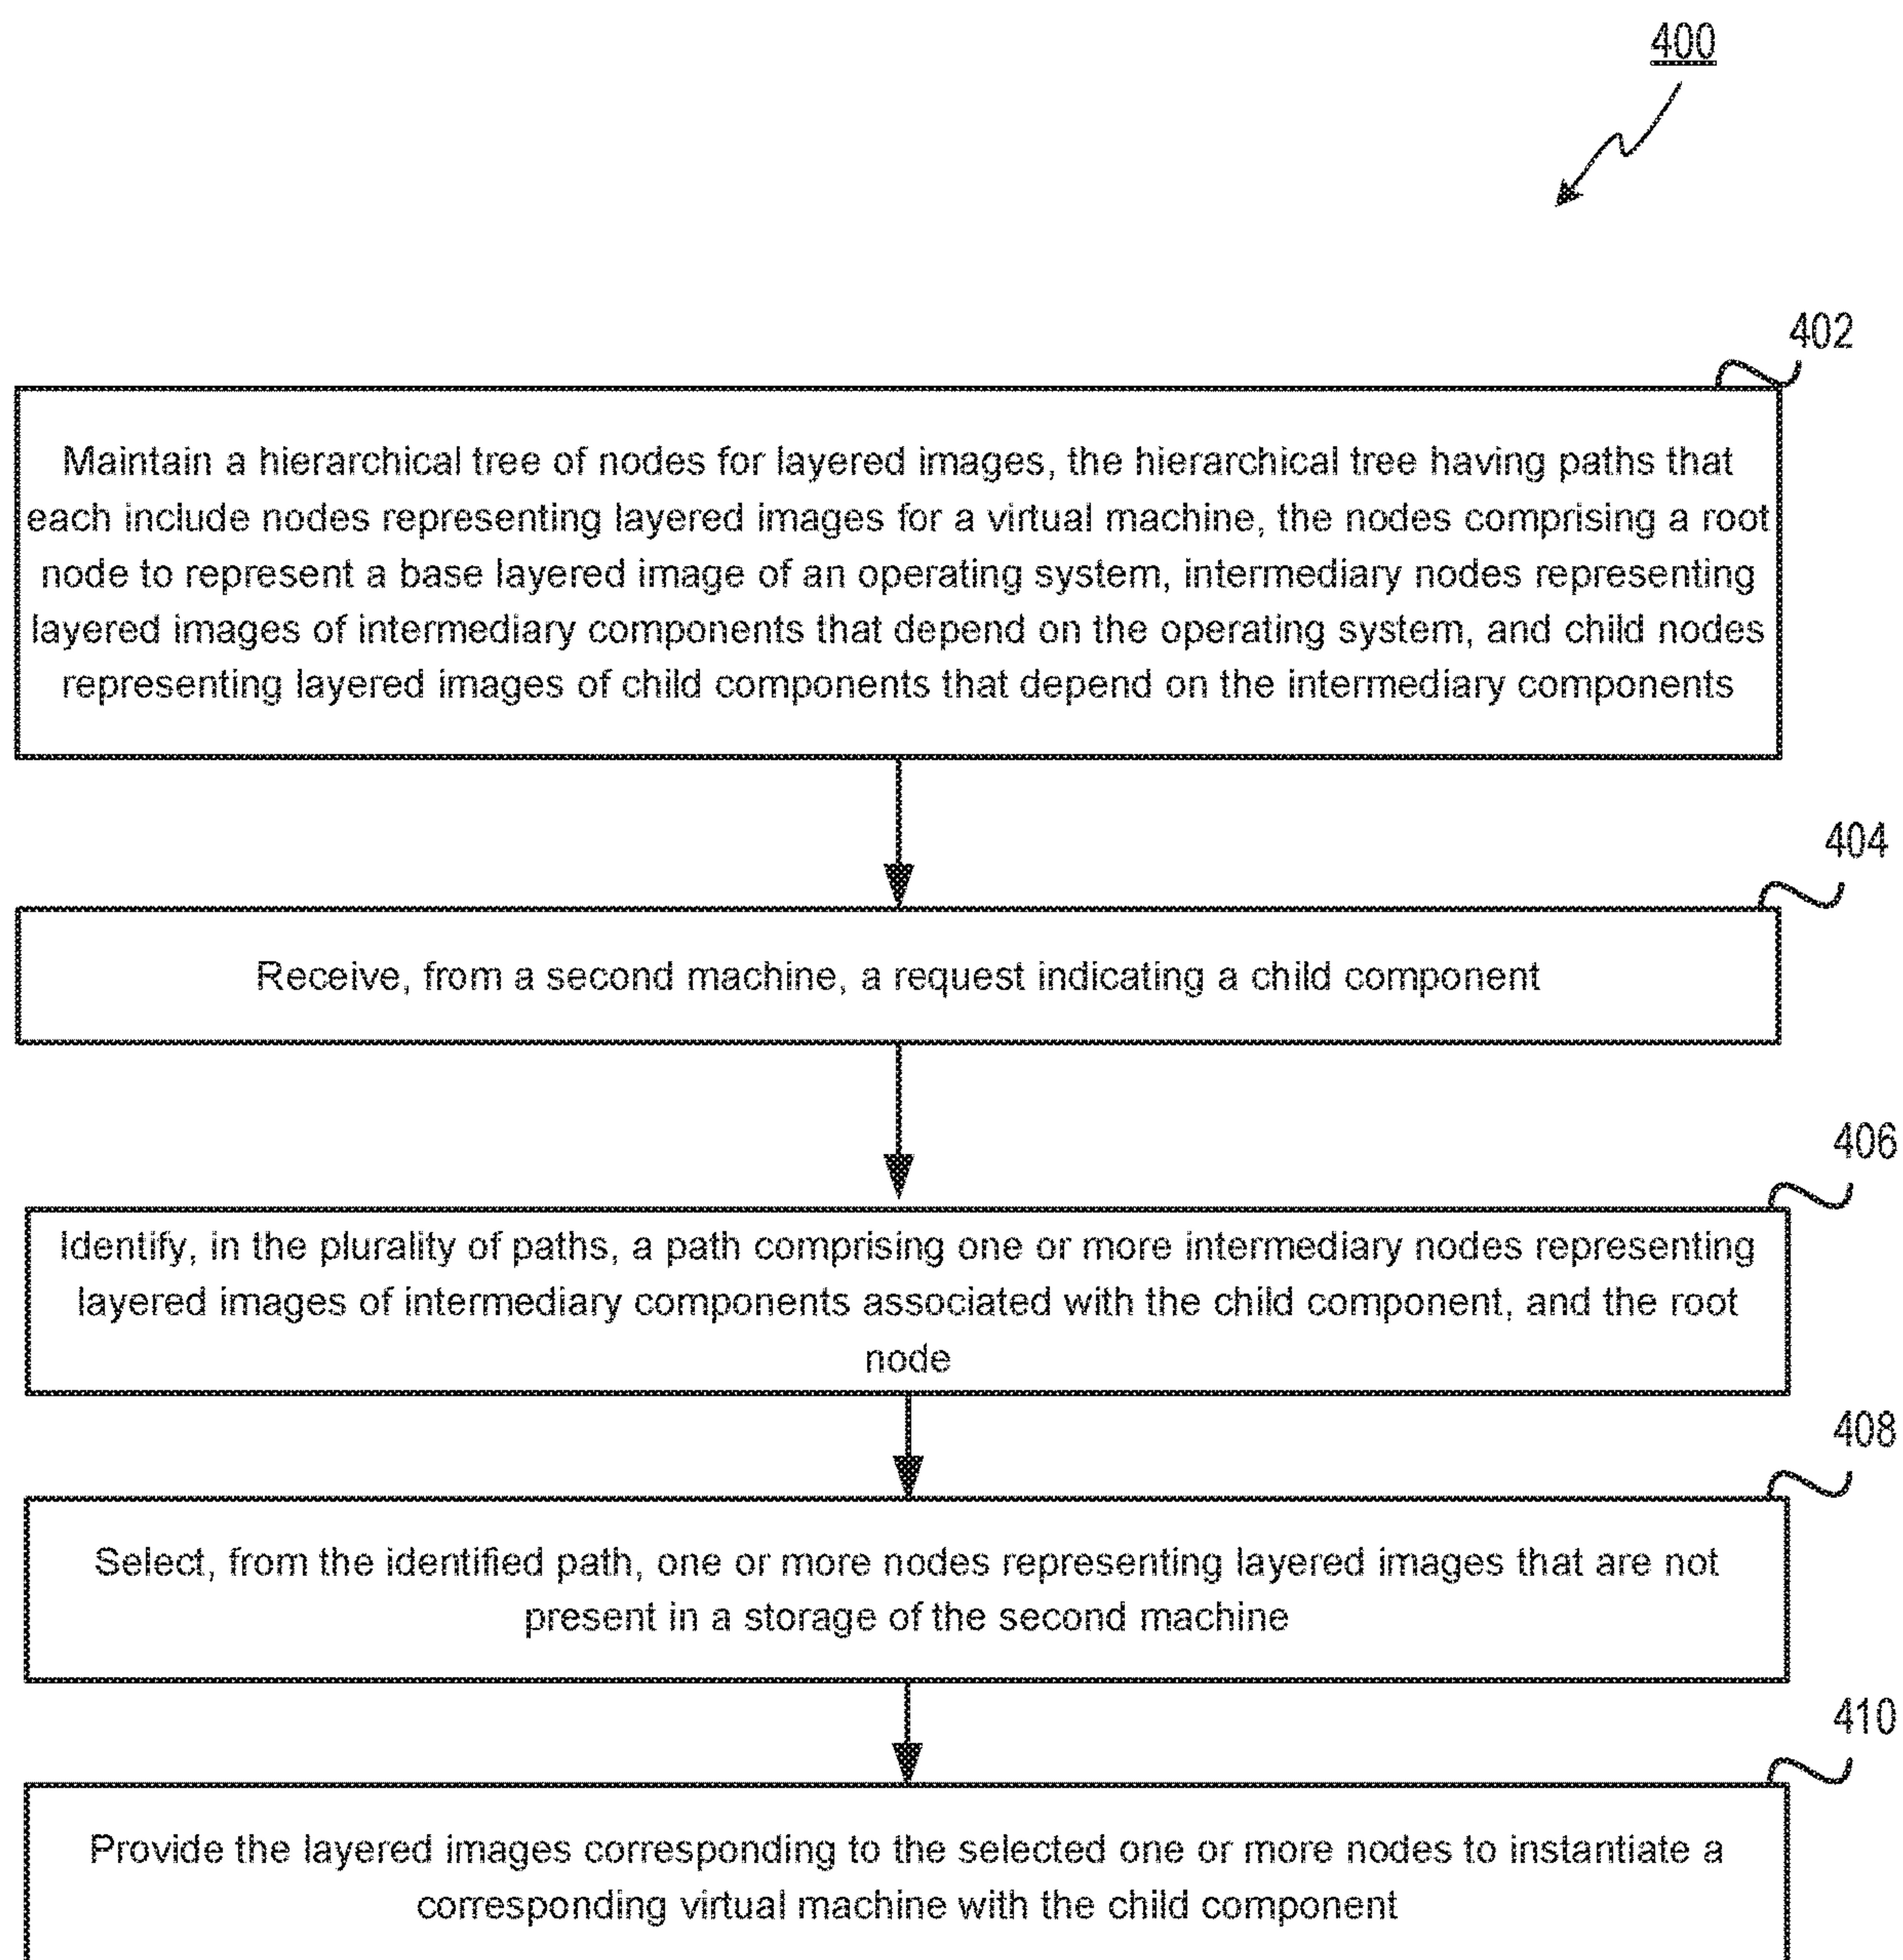 400
402
Maintain a hierarchical tree of nodes for layered images, the hierarchical tree having paths that
each include nodes representing layered images for a virtual machine, the nodes comprising a root
node to represent a base layered image of an operating system, intermediary nodes representing
layered images of intermediary components that depend on the operating system, and child nodes
representing layered images of child components that depend on the intermediary components
404
Receive, from a second machine, a request indicating a child component
406
Identify, in the plurality of paths, a path comprising one or more intermediary nodes representing
layered images of intermediary components associated with the child component, and the root
node
408
Select, from the identified path, one or more nodes representing layered images that are not
present in a storage of the second machine
410
Provide the layered images corresponding to the selected one or more nodes to instantiate a
corresponding virtual machine with the child component